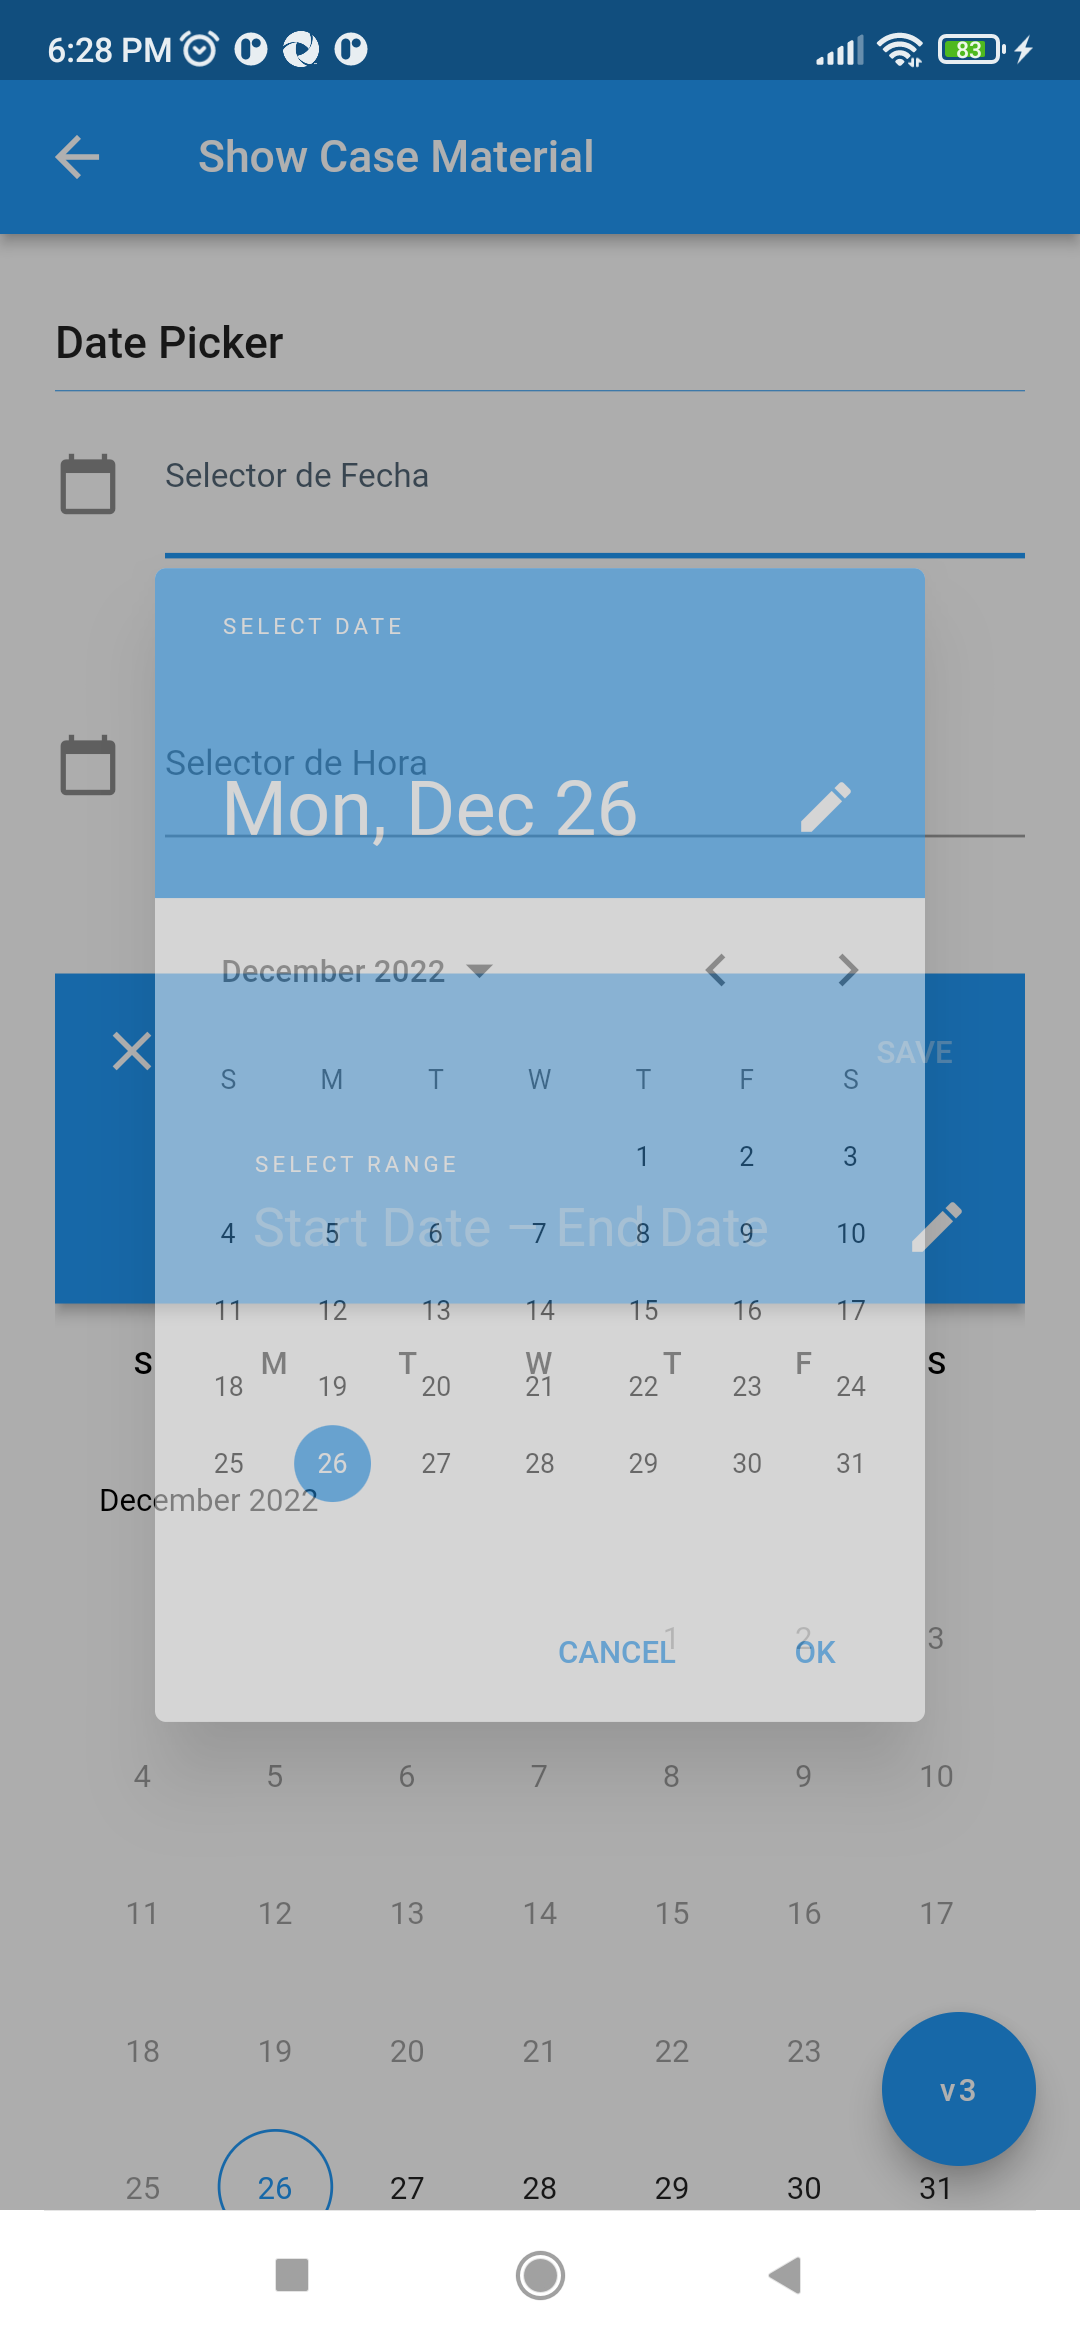 6:28 PM
83
Show Case Material
Date Picker
Selector de Fecha
SELECT DATE
Selector de Hora
Mon, Dec 26
December 2022
SAVE
S M T W T F S
1 2 3
SELECT RANGE
Start Date – End Date
4 5 6 7 8 9 10
11 12 13 14 15 16 17
S M T W T F S
18 19 20 21 22 23 24
25 26 27 28 29 30 31
December 2022
1 2 3
CANCEL OK
4 5 6 7 8 9 10
11 12 13 14 15 16 17
18 19 20 21 22 23
v3
25 26 27 28 29 30 31